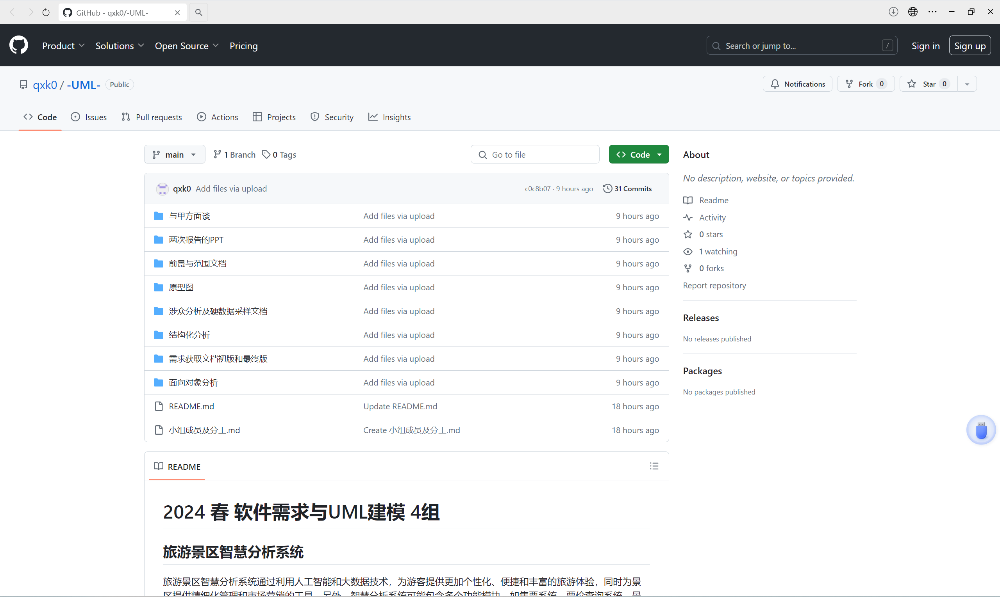 GitHub - qxk0/-UML-
Product Solutions Open Source Pricing Search or jump to... / Sign in Sign up
qxk0 / -UML- Public Notifications Fork 0 Star 0
Code Issues Pull requests Actions Projects Security Insights
main 1 Branch 0 Tags Go to file Code
qxk0 Add files via upload c0c8b07 · 9 hours ago 31 Commits
与甲方面谈 Add files via upload 9 hours ago
两次报告的PPT Add files via upload 9 hours ago
前景与范围文档 Add files via upload 9 hours ago
原型图 Add files via upload 9 hours ago
涉众分析及硬数据采样文档 Add files via upload 9 hours ago
结构化分析 Add files via upload 9 hours ago
需求获取文档初版和最终版 Add files via upload 9 hours ago
面向对象分析 Add files via upload 9 hours ago
README.md Update README.md 18 hours ago
小组成员及分工.md Create 小组成员及分工.md 18 hours ago
README
2024 春 软件需求与UML建模 4组
旅游景区智慧分析系统
旅游景区智慧分析系统通过利用人工智能和大数据技术，为游客提供更加个性化、便捷和丰富的旅游体验，同时为景
区提供精细化管理和市场营销的工具。另外，智慧分析系统可能包含多个功能模块，如售票系统、票价查询系统、景
About
No description, website, or topics provided.
Readme
Activity
0 stars
1 watching
0 forks
Report repository
Releases
No releases published
Packages
No packages published